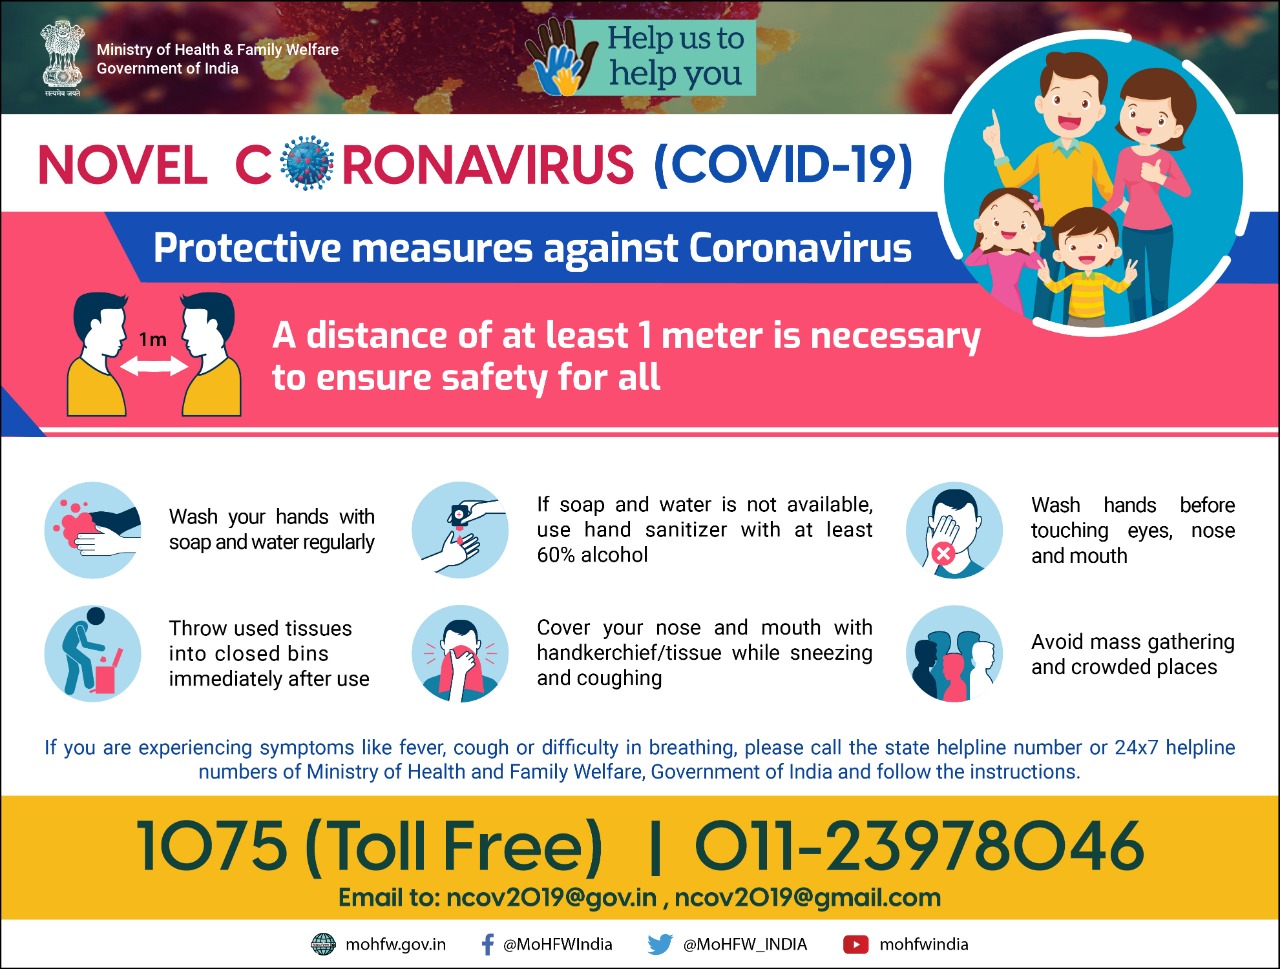 सत्यमेव जयते
Ministry of Health & Family Welfare
Government of India
Help us to
help you
NOVEL CORONAVIRUS (COVID-19)
Protective measures against Coronavirus
1m
A distance of at least 1 meter is necessary
to ensure safety for all
Wash your hands with
soap and water regularly
If soap and water is not available,
use hand sanitizer with at least
60% alcohol
Wash hands before
touching eyes, nose
and mouth
Throw used tissues
into closed bins
immediately after use
Cover your nose and mouth with
handkerchief/tissue while sneezing
and coughing
Avoid mass gathering
and crowded places
If you are experiencing symptoms like fever, cough or difficulty in breathing, please call the state helpline number or 24x7 helpline
numbers of Ministry of Health and Family Welfare, Government of India and follow the instructions.
1075 (Toll Free) | 011-23978046
Email to: ncov2019@gov.in , ncov2019@gmail.com
mohfw.gov.in @MoHFWIndia @MoHFW_INDIA mohfwindia